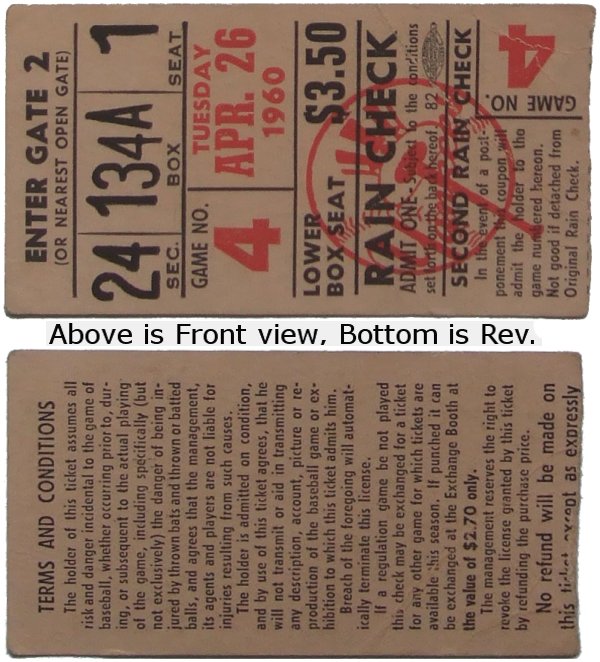 ENTER GATE 2
(OR NEAREST OPEN GATE)
24 134A 1
SEC. BOX SEAT
GAME NO.
4
TUESDAY
APR. 26
1960
LOWER
BOX SEAT $3.50
RAIN CHECK
ADMIT ONE - Subject to the conditions
set forth on the back hereof. 82
SECOND RAIN CHECK
In the event of a post-
ponement this coupon will
admit the holder to the
game numbered hereon.
Not good if detached from
Original Rain Check.
GAME NO.
4
Above is Front view, Bottom is Rev.
TERMS AND CONDITIONS
The holder of this ticket assumes all
risk and danger incidental to the game of
baseball, whether occurring prior to, dur-
ing, or subsequent to the actual playing
of the game, including specifically (but
not exclusively) the danger of being in-
jured by thrown bats and thrown or batted
balls, and agrees that the management,
its agents and players are not liable for
injuries resulting from such causes.
The holder is admitted on condition,
and by use of this ticket agrees, that he
will not transmit or aid in transmitting
any description, account, picture or re-
production of the baseball game or ex-
hibition to which this ticket admits him.
Breach of the foregoing will automat-
ically terminate this license.
If a regulation game be not played
this check may be exchanged for a ticket
for any other game for which tickets are
available this season. If punched it can
be exchanged at the Exchange Booth at
the value of $2.70 only.
The management reserves the right to
revoke the license granted by this ticket
by refunding the purchase price.
No refund will be made on
this ticket except as expressly